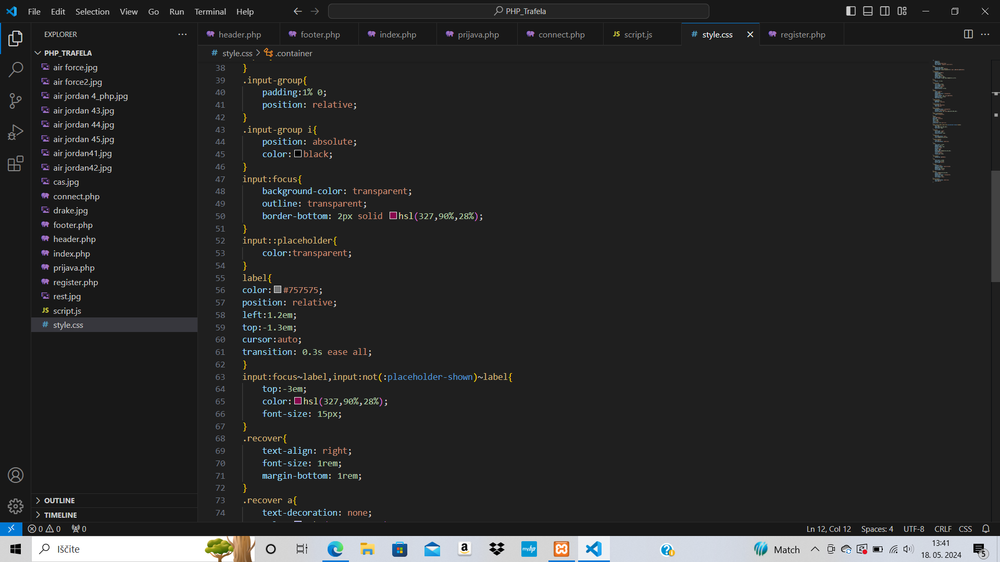 File Edit Selection View Go Run Terminal Help
PHP_Trafela
EXPLORER
PHP_TRAFELA
air force.jpg
air force2.jpg
air jordan 4_php.jpg
air jordan 43.jpg
air jordan 44.jpg
air jordan 45.jpg
air jordan41.jpg
air jordan42.jpg
cas.jpg
connect.php
drake.jpg
footer.php
header.php
index.php
prijava.php
register.php
rest.jpg
JS script.js
# style.css
OUTLINE
TIMELINE
header.php footer.php index.php prijava.php connect.php JS script.js # style.css register.php
# style.css > .container
38 }
39 .input-group{
40 padding:1% 0;
41 position: relative;
42 }
43 .input-group i{
44 position: absolute;
45 color:black;
46 }
47 input:focus{
48 background-color: transparent;
49 outline: transparent;
50 border-bottom: 2px solid hsl(327,90%,28%);
51 }
52 input::placeholder{
53 color:transparent;
54 }
55 label{
56 color:#757575;
57 position: relative;
58 left:1.2em;
59 top:-1.3em;
60 cursor:auto;
61 transition: 0.3s ease all;
62 }
63 input:focus~label,input:not(:placeholder-shown)~label{
64 top:-3em;
65 color:hsl(327,90%,28%);
66 font-size: 15px;
67 }
68 .recover{
69 text-align: right;
70 font-size: 1rem;
71 margin-bottom: 1rem;
72 }
73 .recover a{
74 text-decoration: none;
0 0 0
Ln 12, Col 12 Spaces: 4 UTF-8 CRLF CSS
Iščite
a
myhp
Match
13:41
18. 05. 2024
5